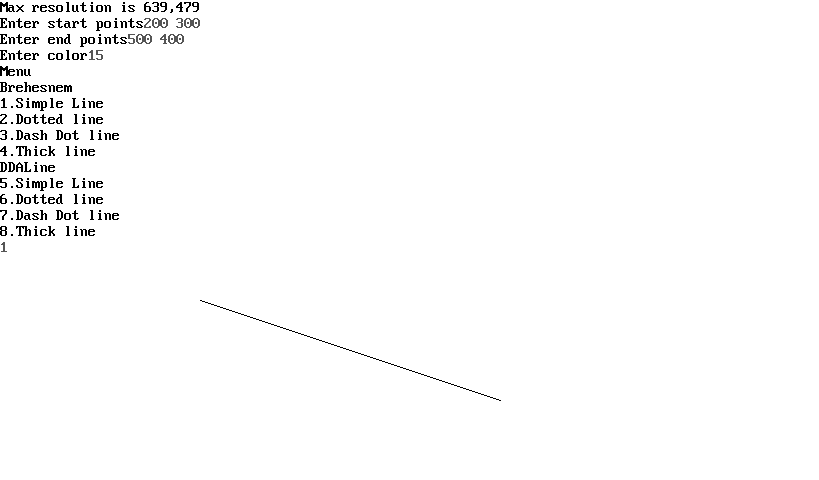 Max resolution is 639,479
Enter start points200 300
Enter end points500 400
Enter color15
Menu
Brehesnem
1.Simple Line
2.Dotted line
3.Dash Dot line
4.Thick line
DDALine
5.Simple Line
6.Dotted line
7.Dash Dot line
8.Thick line
1